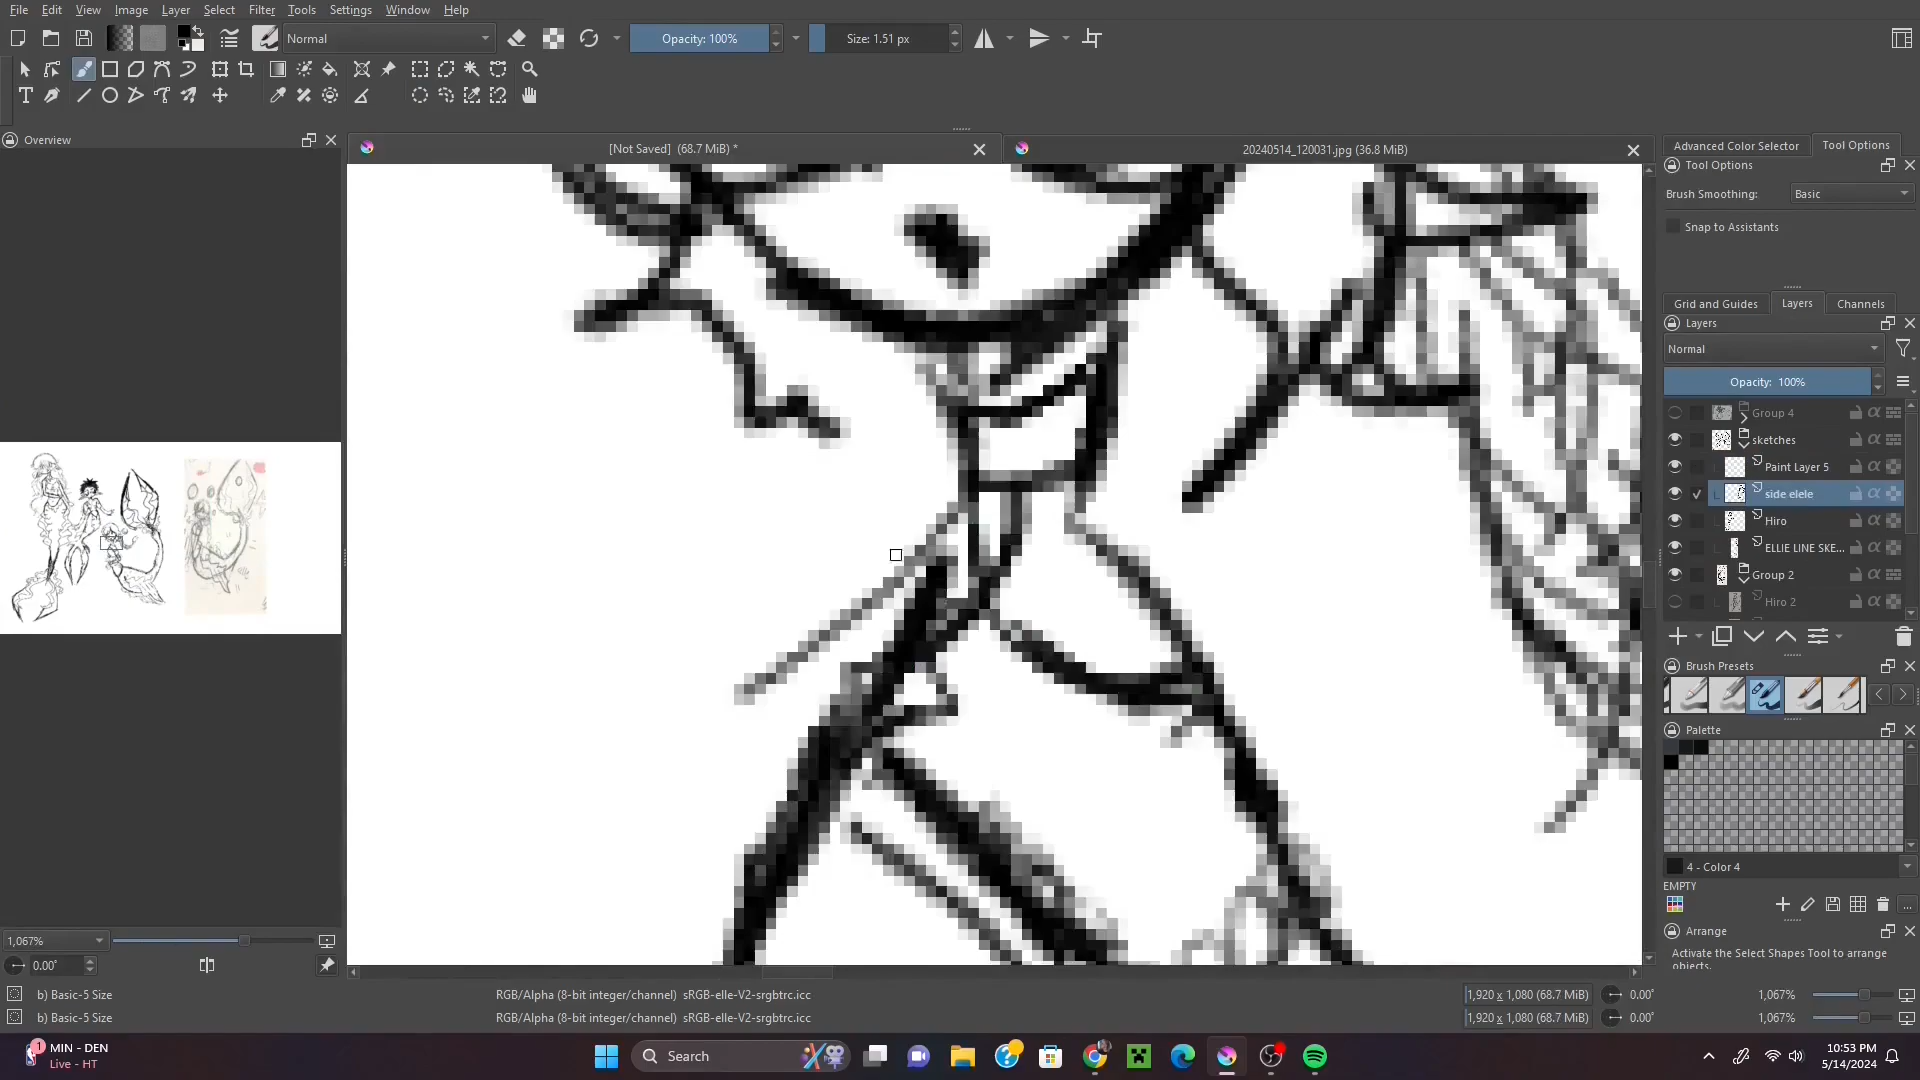 File Edit View Image Layer Select Filter Tools Settings Window Help
Normal
Opacity: 100%
Size: 1.51 px
Overview
[Not Saved] (68.7 MiB) *
20240514_120031.jpg (36.8 MiB)
Advanced Color Selector
Tool Options
Tool Options
Brush Smoothing:
Basic
Snap to Assistants
Grid and Guides
Layers
Channels
Layers
Normal
Opacity: 100%
Group 4
sketches
Paint Layer 5
side elele
Hiro
ELLIE LINE SKE...
Group 2
Hiro 2
Brush Presets
Palette
4 - Color 4
EMPTY
Arrange
Activate the Select Shapes Tool to arrange
objects.
1,067%
0.00°
b) Basic-5 Size
RGB/Alpha (8-bit integer/channel) sRGB-elle-V2-srgbtrc.icc
1,920 x 1,080 (68.7 MiB)
0.00°
1,067%
b) Basic-5 Size
RGB/Alpha (8-bit integer/channel) sRGB-elle-V2-srgbtrc.icc
1,920 x 1,080 (68.7 MiB)
0.00°
1,067%
1
MIN - DEN
Live - HT
Search
10:53 PM
5/14/2024